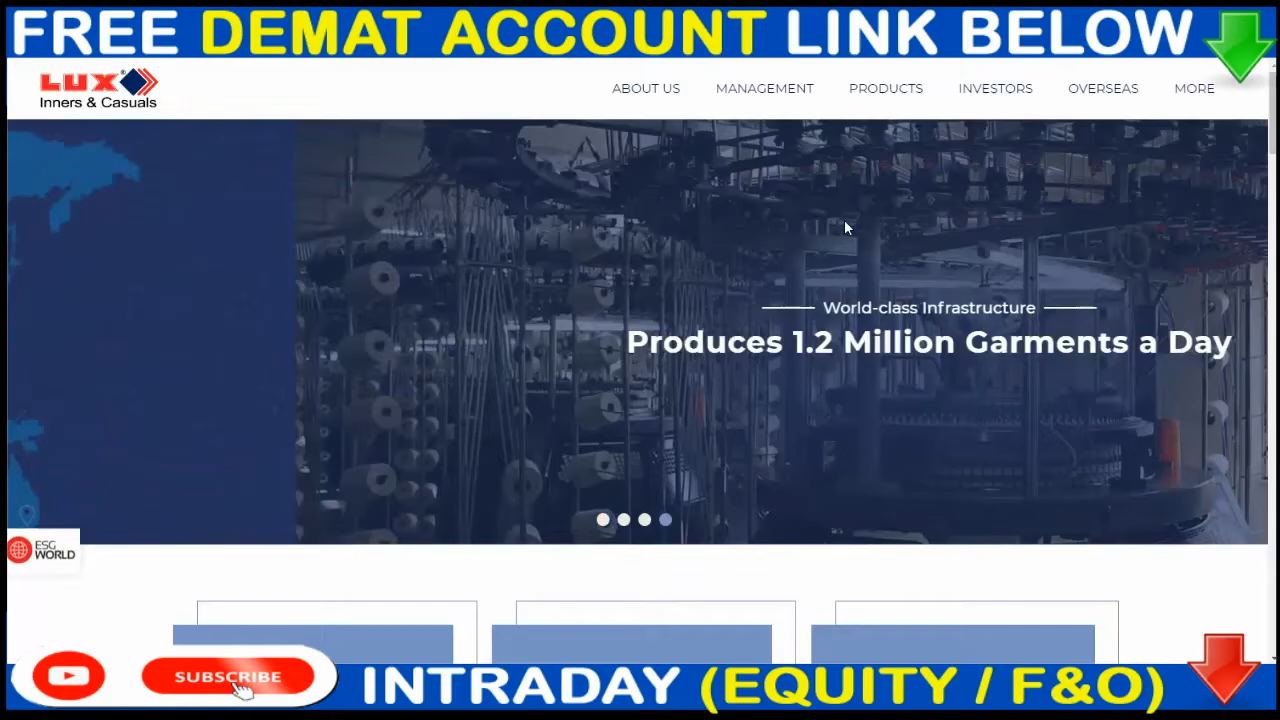 FREE DEMAT ACCOUNT LINK BELOW
LUX
Inners & Casuals
ABOUT US MANAGEMENT PRODUCTS INVESTORS OVERSEAS MORE
World-class Infrastructure
Produces 1.2 Million Garments a Day
ESG
WORLD
SUBSCRIBE
INTRADAY (EQUITY / F&O)